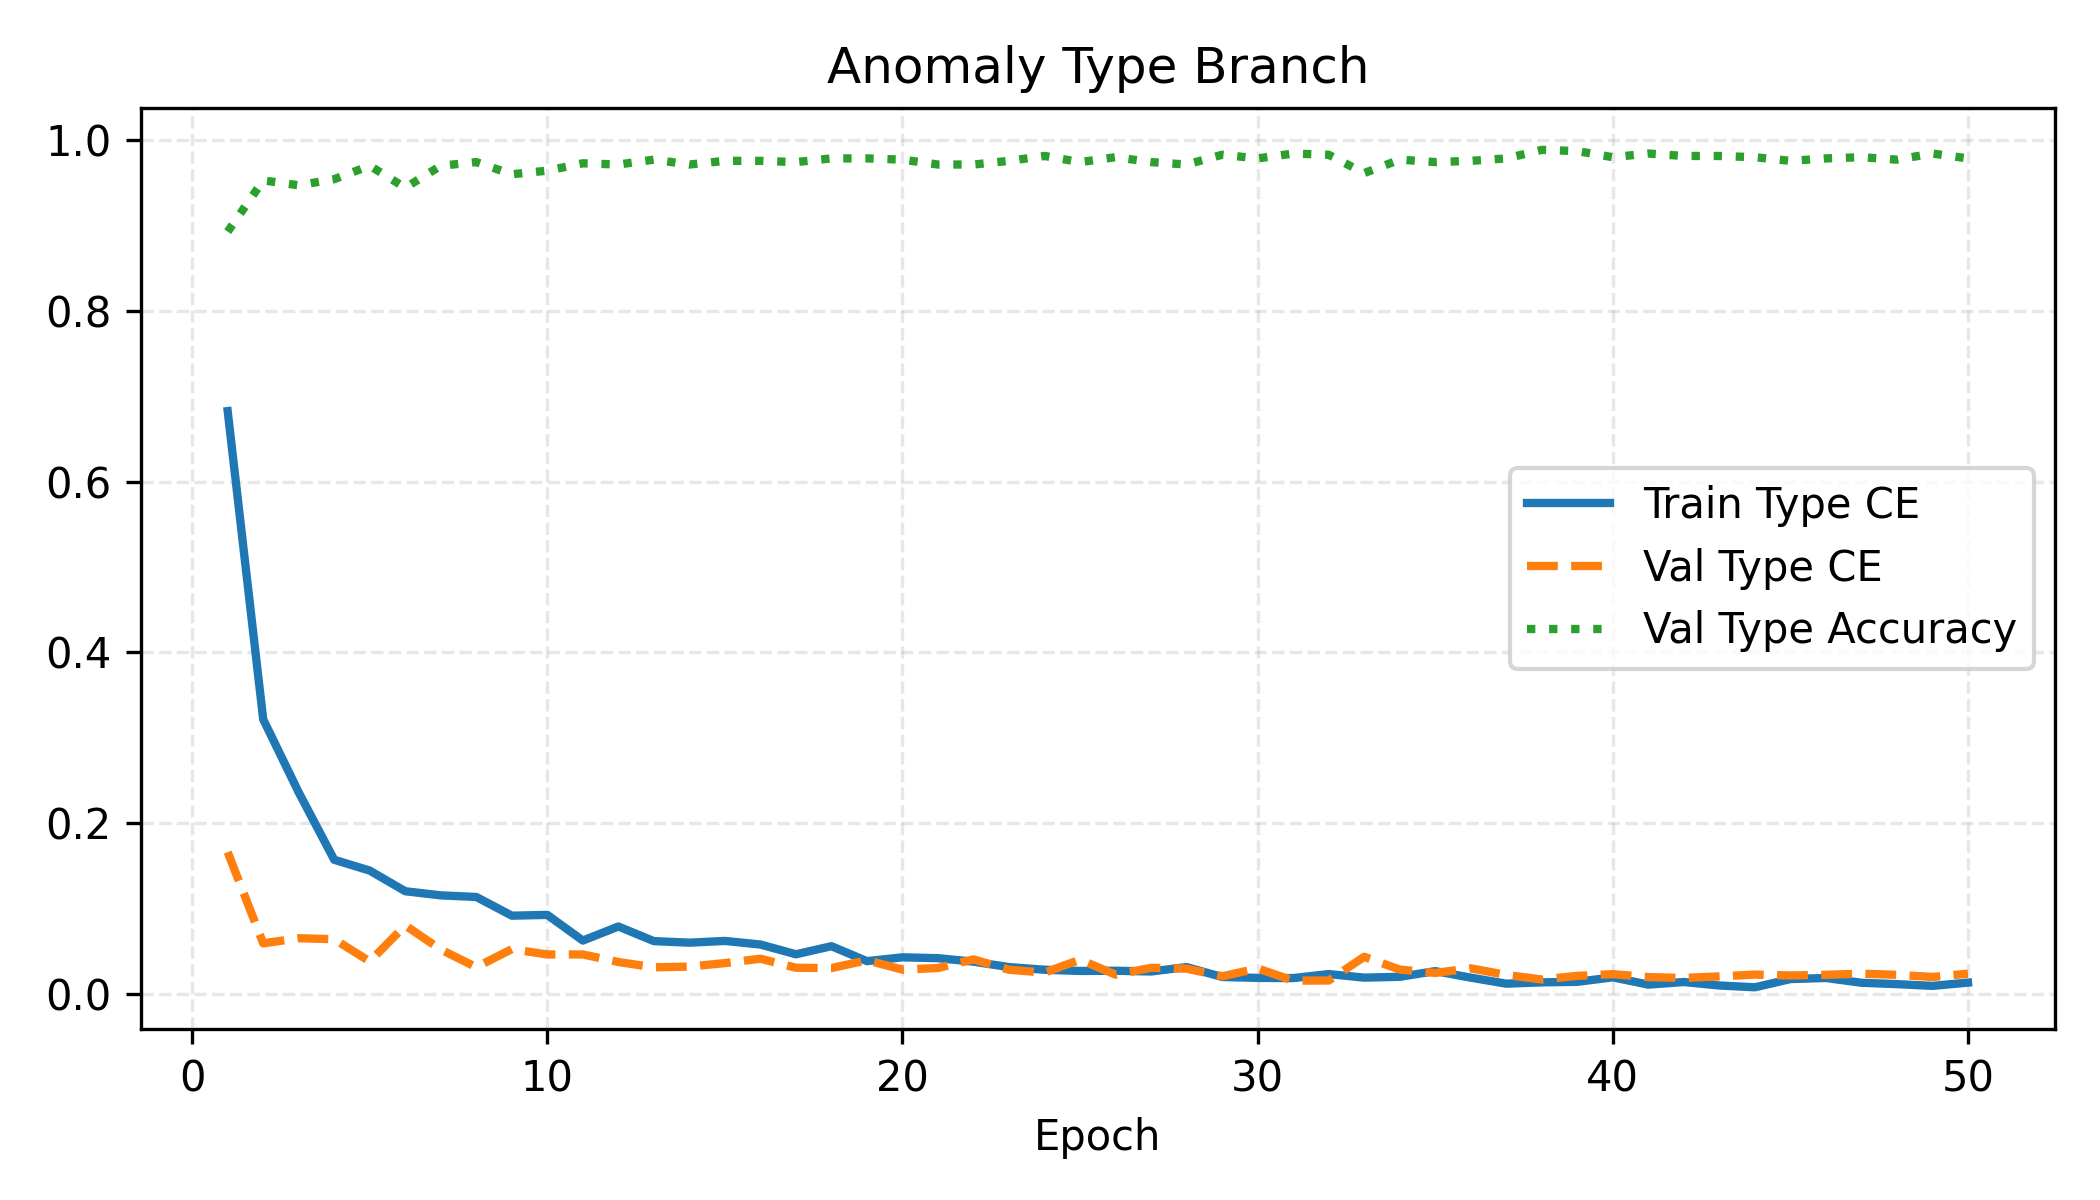 Anomaly Type Branch
1.0
0.8
0.6
0.4
0.2
0.0
Train Type CE
Val Type CE
Val Type Accuracy
0 10 20 30 40 50
Epoch